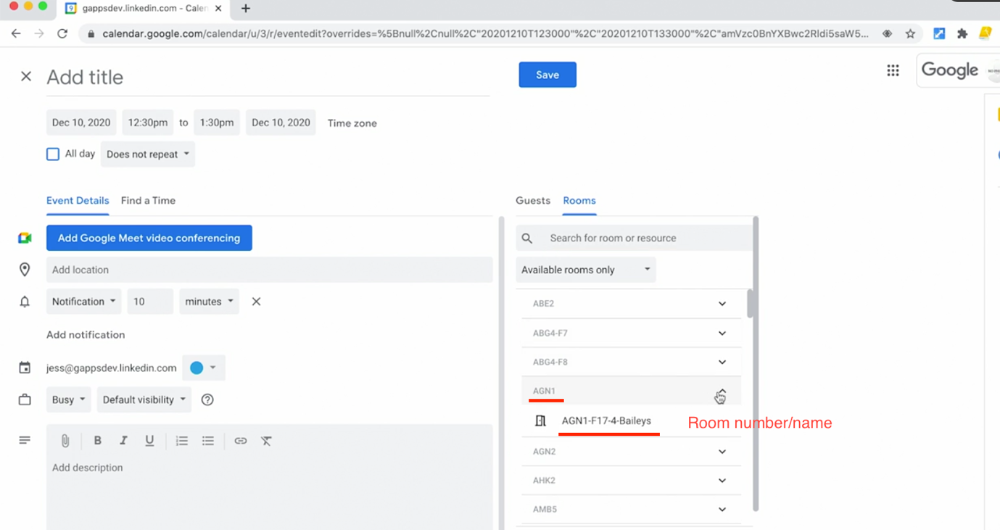 gappsdev.linkedin.com - Calen
calendar.google.com/calendar/u/3/r/eventedit?overrides=%5Bnull%2Cnull%2C"20201210T123000"%2C"20201210T133000"%2C"amVzc0BnYXBwc2Rldi5saW5...
Add title
Save
Google
Dec 10, 2020 12:30pm to 1:30pm Dec 10, 2020 Time zone
All day Does not repeat
Event Details Find a Time
Guests Rooms
Add Google Meet video conferencing
Search for room or resource
Add location
Available rooms only
Notification 10 minutes
ABE2
Add notification
ABG4-F7
jess@gappsdev.linkedin.com
ABG4-F8
Busy Default visibility
AGN1
AGN1-F17-4-Baileys
Room number/name
B I U
AGN2
Add description
AHK2
AMB5